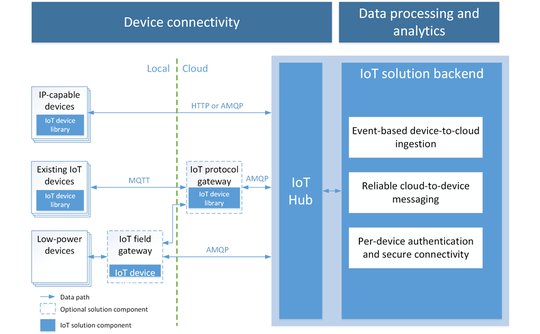 Device connectivity
Data processing and
analytics
Local
Cloud
IoT solution backend
IP-capable
devices
IoT device
library
HTTP or AMQP
Event-based device-to-cloud
ingestion
Existing IoT
devices
IoT device
library
MQTT
IoT protocol
gateway
IoT device
library
AMQP
IoT
Hub
Reliable cloud-to-device
messaging
Low-power
devices
IoT field
gateway
IoT device
AMQP
Per-device authentication
and secure connectivity
Data path
Optional solution component
IoT solution component